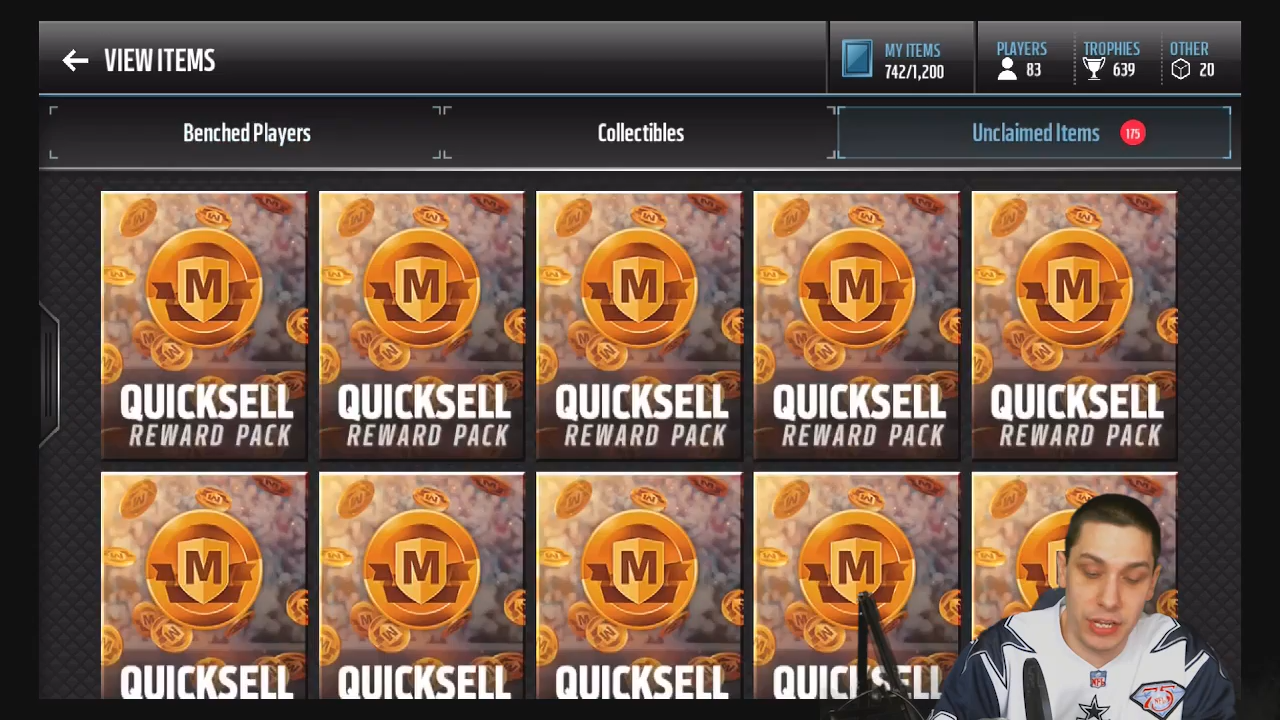 VIEW ITEMS
MY ITEMS
742/1,200
PLAYERS
83
TROPHIES
639
OTHER
20
Benched Players
Collectibles
Unclaimed Items
175
M
M
M
M
M
QUICKSELL
REWARD PACK
QUICKSELL
REWARD PACK
QUICKSELL
REWARD PACK
QUICKSELL
REWARD PACK
QUICKSELL
REWARD PACK
M
M
M
M
M
QUICKSELL
QUICKSELL
QUICKSELL
QUICKSELL
NFL
75